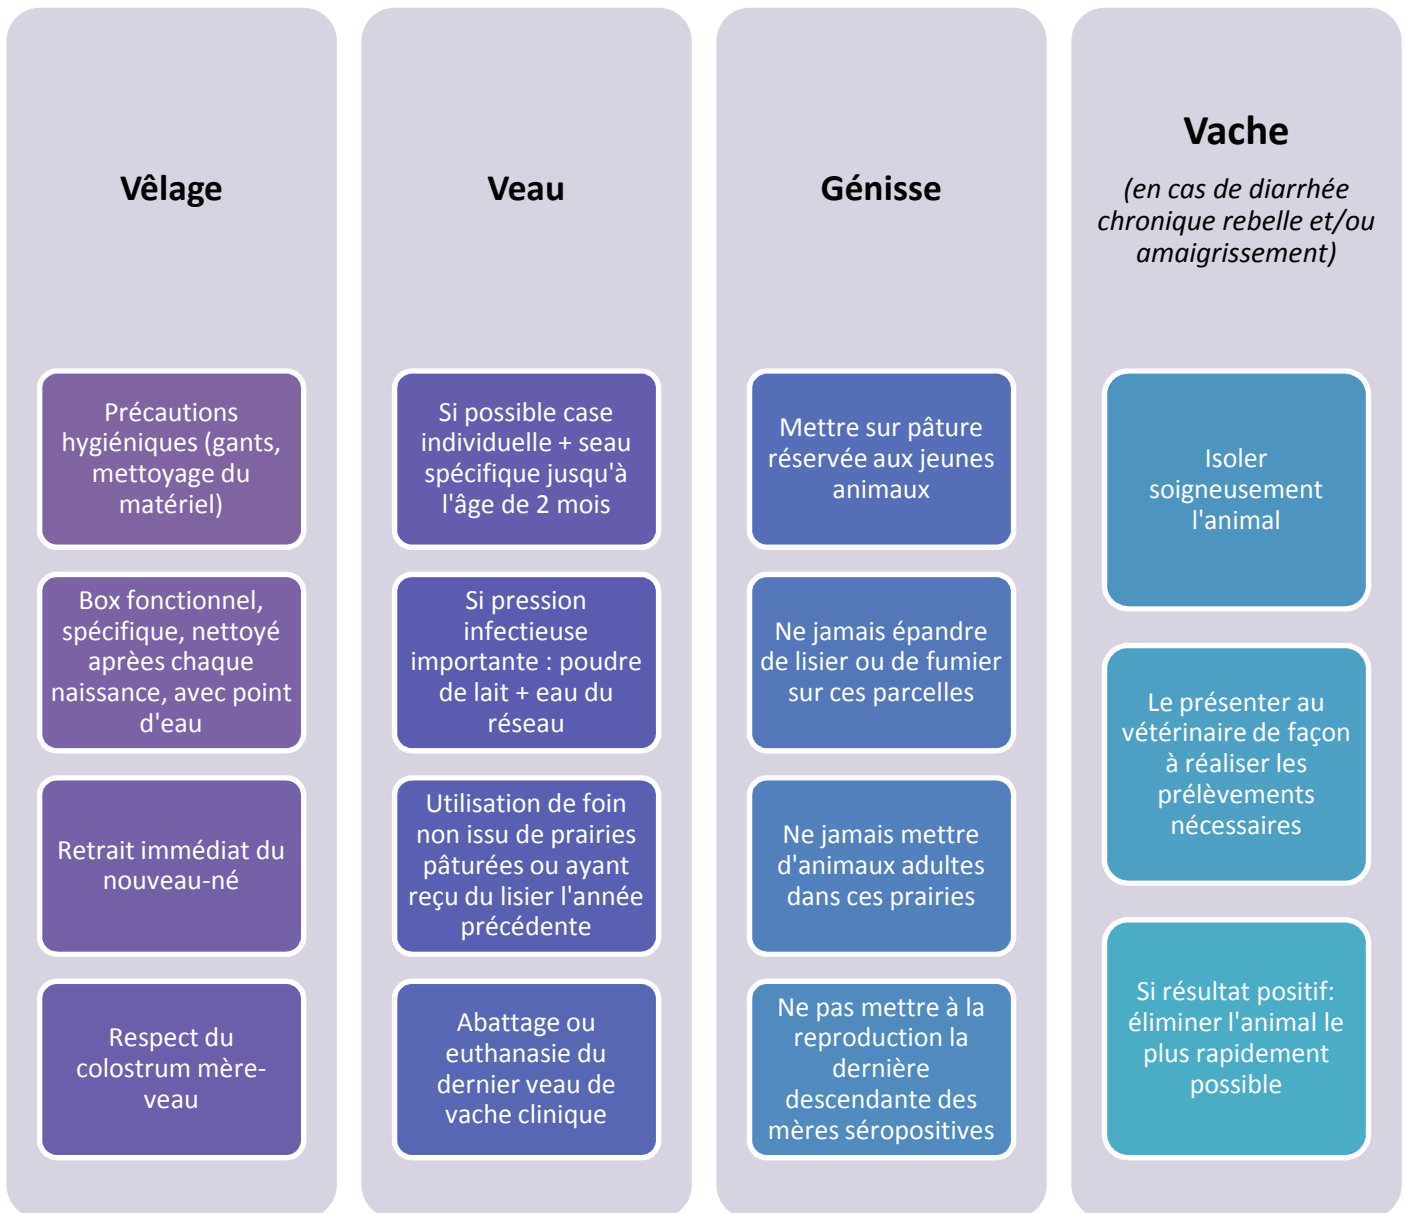 Vêlage
Précautions
hygiéniques (gants,
mettoyage du
matériel)
Box fonctionnel,
spécifique, nettoyé
aprèes chaque
naissance, avec point
d'eau
Retrait immédiat du
nouveau-né
Respect du
colostrum mère-
veau
Veau
Si possible case
individuelle + seau
spécifique jusqu'à
l'âge de 2 mois
Si pression
infectieuse
importante : poudre
de lait + eau du
réseau
Utilisation de foin
non issu de prairies
pâturées ou ayant
reçu du lisier l'année
précédente
Abattage ou
euthanasie du
dernier veau de
vache clinique
Génisse
Mettre sur pâture
réservée aux jeunes
animaux
Ne jamais épandre
de lisier ou de fumier
sur ces parcelles
Ne jamais mettre
d'animaux adultes
dans ces prairies
Ne pas mettre à la
reproduction la
dernière
descendante des
mères séropositives
Vache
(en cas de diarrhée
chronique rebelle et/ou
amaigrissement)
Isoler
soigneusement
l'animal
Le présenter au
vétérinaire de façon
à réaliser les
prélèvements
nécessaires
Si résultat positif:
éliminer l'animal le
plus rapidement
possible